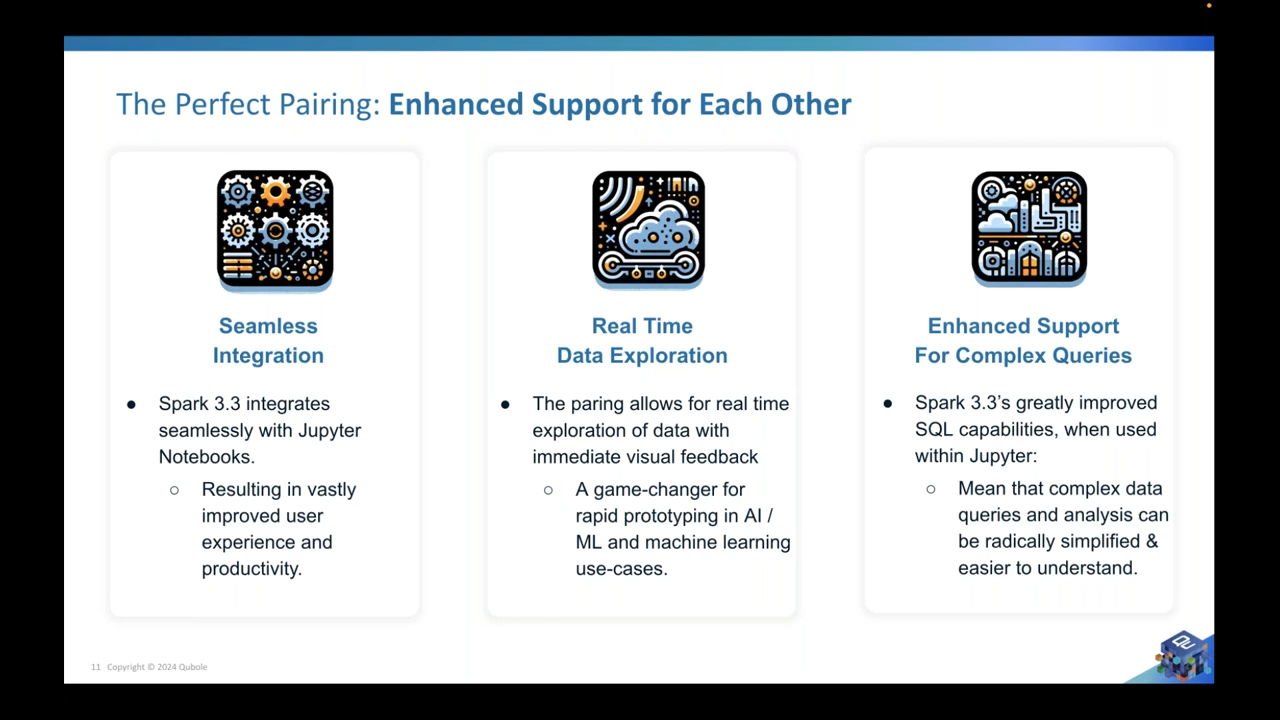 The Perfect Pairing: Enhanced Support for Each Other
Seamless
Integration
● Spark 3.3 integrates
seamlessly with Jupyter
Notebooks.
○ Resulting in vastly
improved user
experience and
productivity.
Real Time
Data Exploration
● The paring allows for real time
exploration of data with
immediate visual feedback
○ A game-changer for
rapid prototyping in AI /
ML and machine learning
use-cases.
Enhanced Support
For Complex Queries
● Spark 3.3’s greatly improved
SQL capabilities, when used
within Jupyter:
○ Mean that complex data
queries and analysis can
be radically simplified &
easier to understand.
11 Copyright © 2024 Qubole
Qu